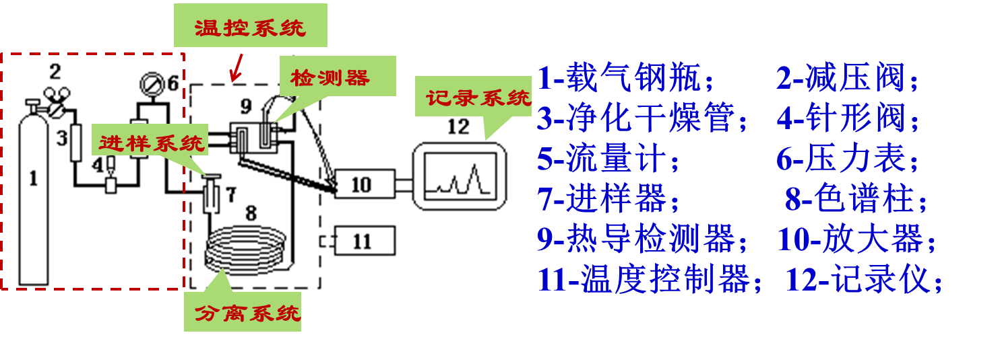 温控系统
检测器
记录系统
进样系统
分离系统
2
6
9
12
3
4
1
7
10
8
11
1-载气钢瓶； 2-减压阀；
3-净化干燥管； 4-针形阀；
5-流量计； 6-压力表；
7-进样器； 8-色谱柱；
9-热导检测器； 10-放大器；
11-温度控制器； 12-记录仪；